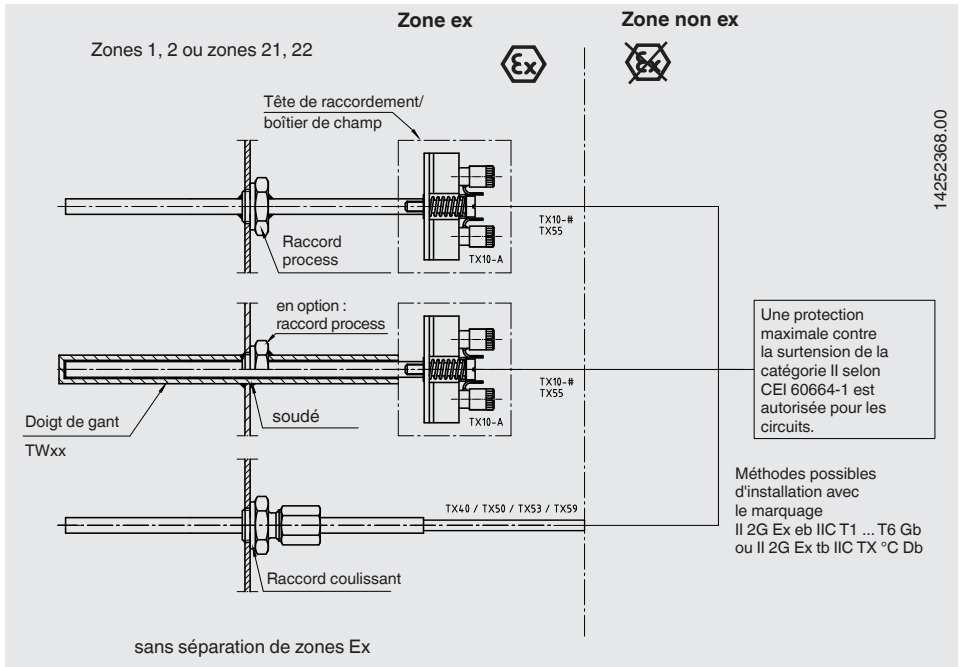 Zone ex
Zone non ex
Zones 1, 2 ou zones 21, 22
Ex
Ex
14252368.00
Tête de raccordement/
boîtier de champ
TX10-#
TX55
TX10-A
Raccord
process
en option :
raccord process
TX10-#
TX55
TX10-A
Doigt de gant
TWxx
soudé
Une protection
maximale contre
la surtension de la
catégorie II selon
CEI 60664-1 est
autorisée pour les
circuits.
Méthodes possibles
d'installation avec
le marquage
II 2G Ex eb IIC T1 ... T6 Gb
ou II 2G Ex tb IIC TX °C Db
TX40 / TX50 / TX53 / TX59
Raccord coulissant
sans séparation de zones Ex